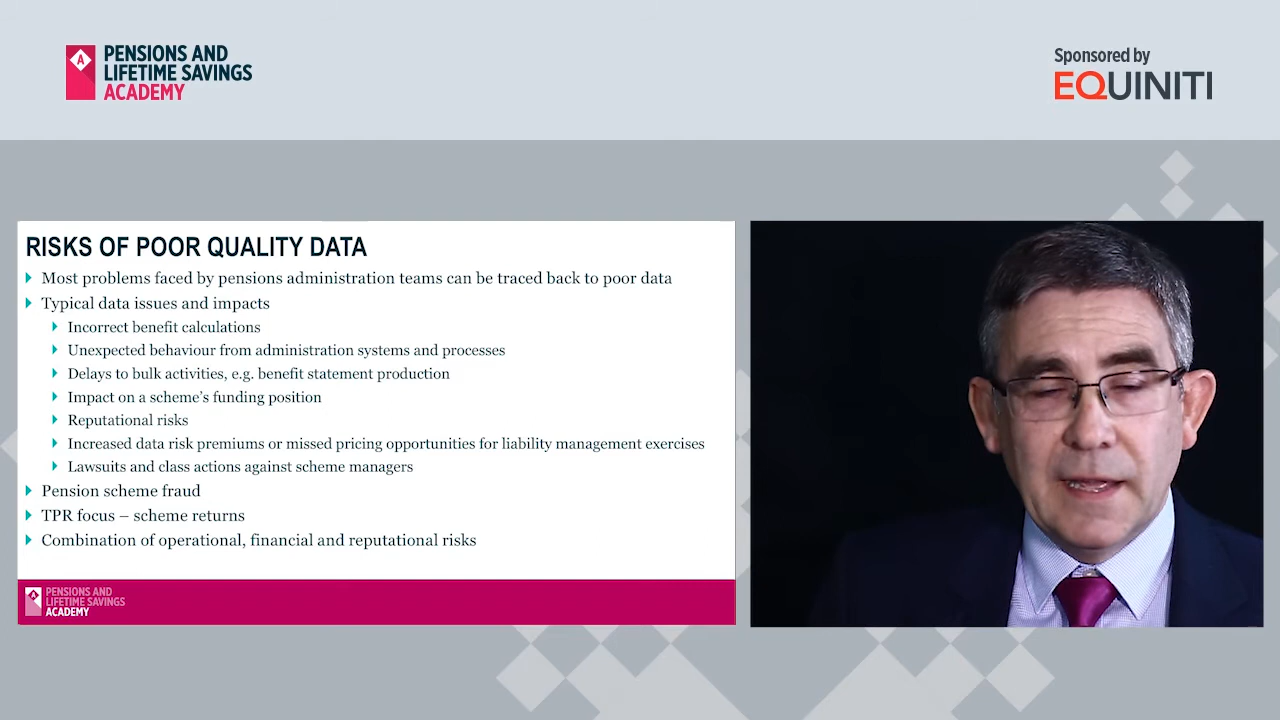 PENSIONS AND
LIFETIME SAVINGS
ACADEMY
Sponsored by
EQUINITI
RISKS OF POOR QUALITY DATA
Most problems faced by pensions administration teams can be traced back to poor data
Typical data issues and impacts
Incorrect benefit calculations
Unexpected behaviour from administration systems and processes
Delays to bulk activities, e.g. benefit statement production
Impact on a scheme's funding position
Reputational risks
Increased data risk premiums or missed pricing opportunities for liability management exercises
Lawsuits and class actions against scheme managers
Pension scheme fraud
TPR focus – scheme returns
Combination of operational, financial and reputational risks
PENSIONS AND
LIFETIME SAVINGS
ACADEMY